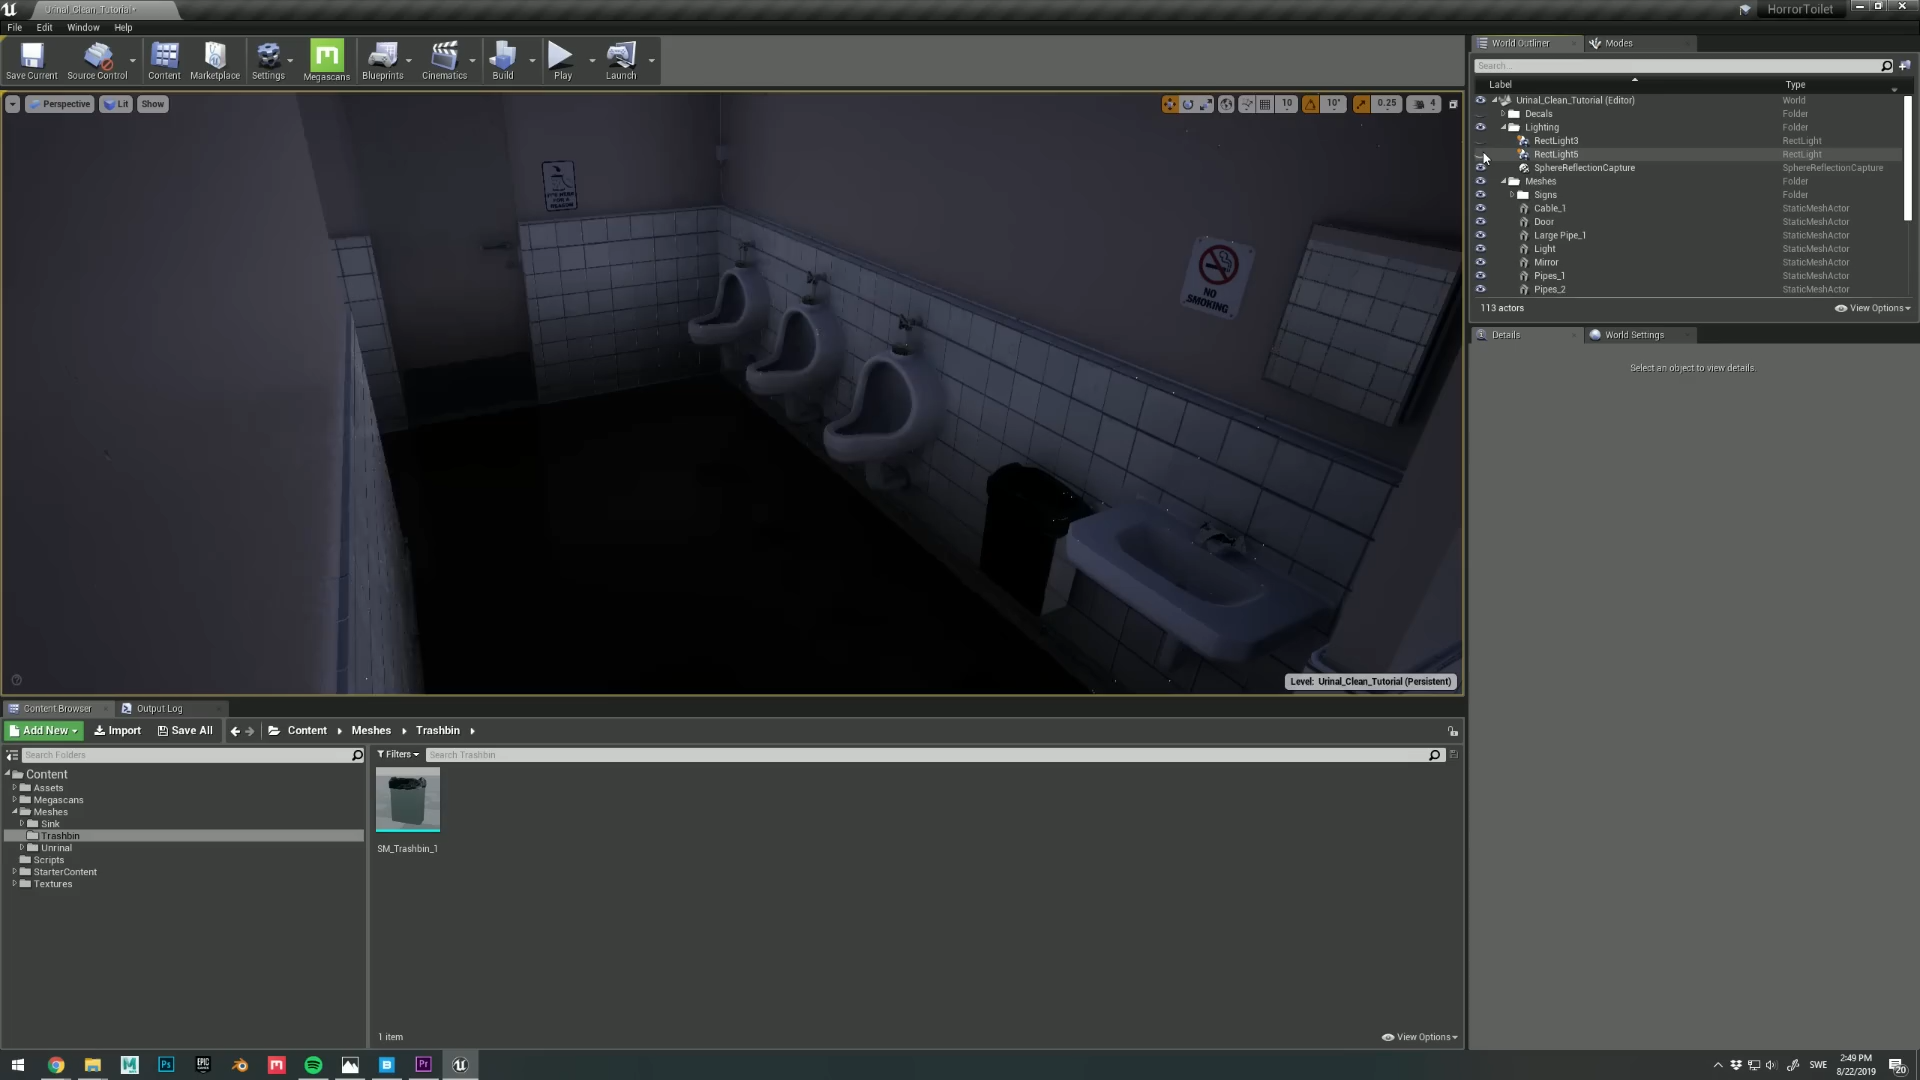 Urinal_Clean_Tutorial*
HorrorToilet
File Edit Window Help
Save Current
Source Control
Content
Marketplace
Settings
Megascans
Blueprints
Cinematics
Build
Play
Launch
Perspective
Lit
Show
10
10°
0.25
4
NO
SMOKING
Level: Urinal_Clean_Tutorial (Persistent)
World Outliner
Modes
Search...
Label Type
Urinal_Clean_Tutorial (Editor) World
Decals Folder
Lighting Folder
RectLight3 RectLight
RectLight5 RectLight
SphereReflectionCapture SphereReflectionCapture
Meshes Folder
Signs Folder
Cable_1 StaticMeshActor
Door StaticMeshActor
Large Pipe_1 StaticMeshActor
Light StaticMeshActor
Mirror StaticMeshActor
Pipes_1 StaticMeshActor
Pipes_2 StaticMeshActor
113 actors
View Options
Details
World Settings
Select an object to view details.
Content Browser
Output Log
Add New
Import
Save All
Content
Meshes
Trashbin
Search Folders
Filters
Search Trashbin
Content
Assets
Megascans
Meshes
Sink
Trashbin
Unrinal
Scripts
StarterContent
Textures
SM_Trashbin_1
1 item
View Options
SWE
2:49 PM
8/22/2019
20